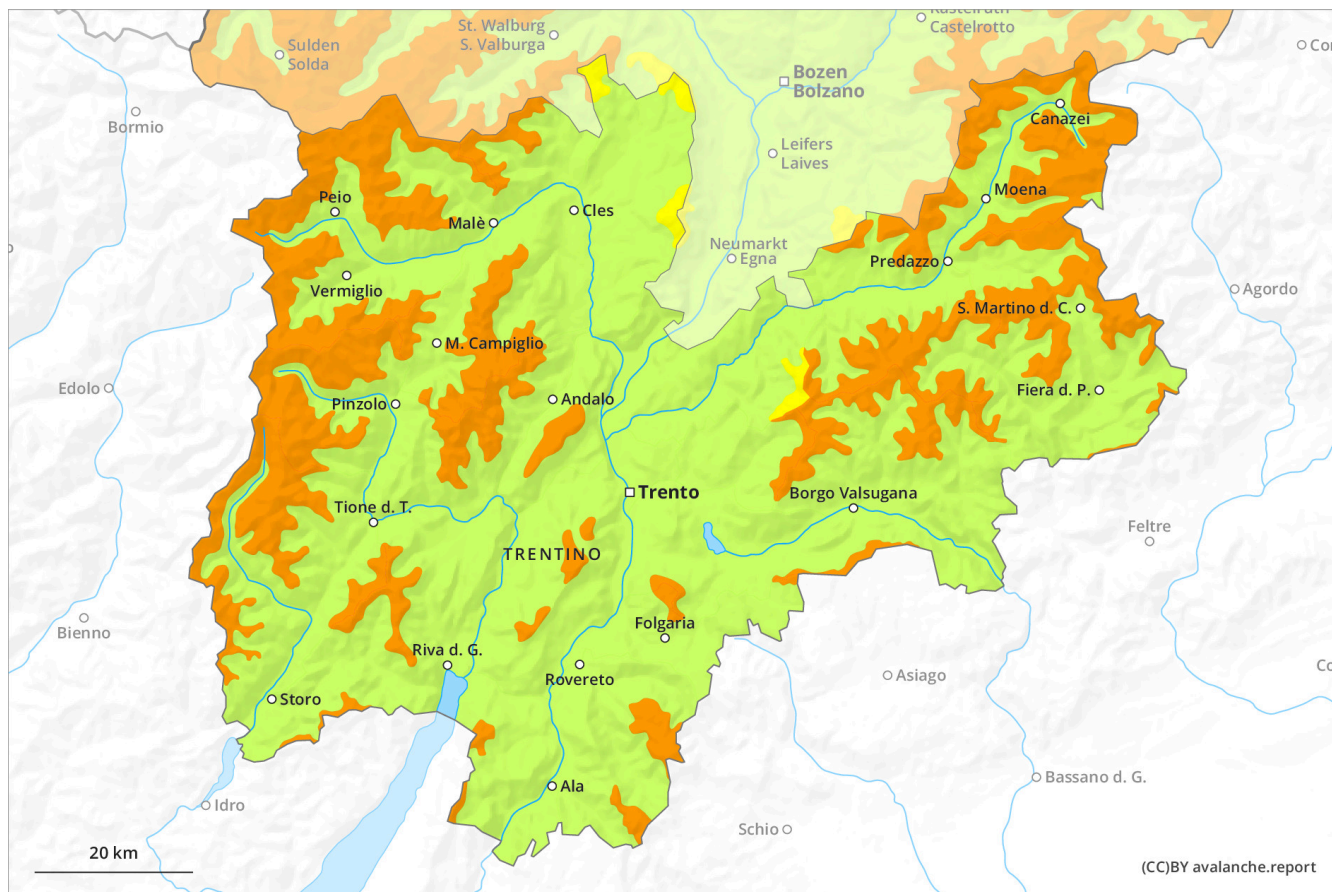 Kastelruth
Castelrotto
St. Walburg
S. Valburga
Sulden
Solda
Bozen
Bolzano
Bormio
Canazei
Leifers
Laives
Moena
Peio
Cles
Malè
Neumarkt
Egna
Predazzo
Vermiglio
Agordo
S. Martino d. C.
M. Campiglio
Edolo
Fiera d. P.
Pinzolo
Andalo
Trento
Borgo Valsugana
Tione d. T.
Feltre
TRENTINO
Bienno
Folgaria
Riva d. G.
Rovereto
Asiago
Storo
Bassano d. G.
Ala
Idro
Schio
20 km
(CC)BY avalanche.report